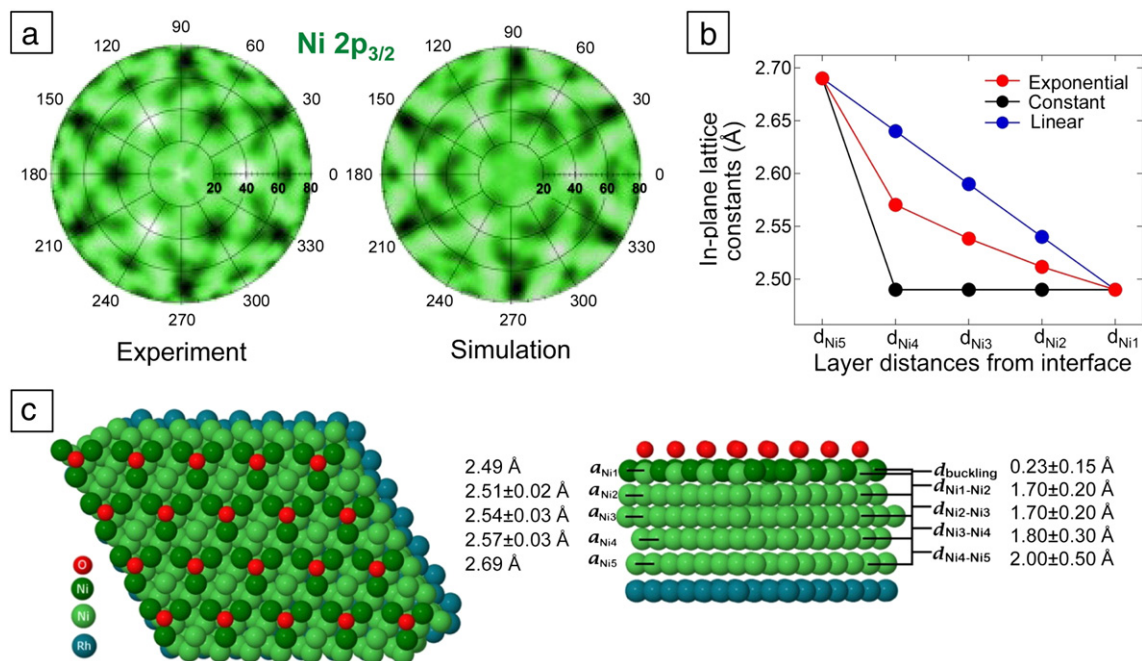 a
Ni 2p3/2
90
120
60
150
30
180
20 40 60 80
0
210
330
240
300
270
Experiment
90
120
60
150
30
180
20 40 60 80
0
210
330
240
300
270
Simulation
b
In-plane lattice
constants (Å)
2.70
2.65
2.60
2.55
2.50
Exponential
Constant
Linear
dNi5 dNi4 dNi3 dNi2 dNi1
Layer distances from interface
c
O
Ni
Ni
Rh
2.49 Å aNi1
2.51±0.02 Å aNi2
2.54±0.03 Å aNi3
2.57±0.03 Å aNi4
2.69 Å aNi5
dbuckling 0.23±0.15 Å
dNi1-Ni2 1.70±0.20 Å
dNi2-Ni3 1.70±0.20 Å
dNi3-Ni4 1.80±0.30 Å
dNi4-Ni5 2.00±0.50 Å